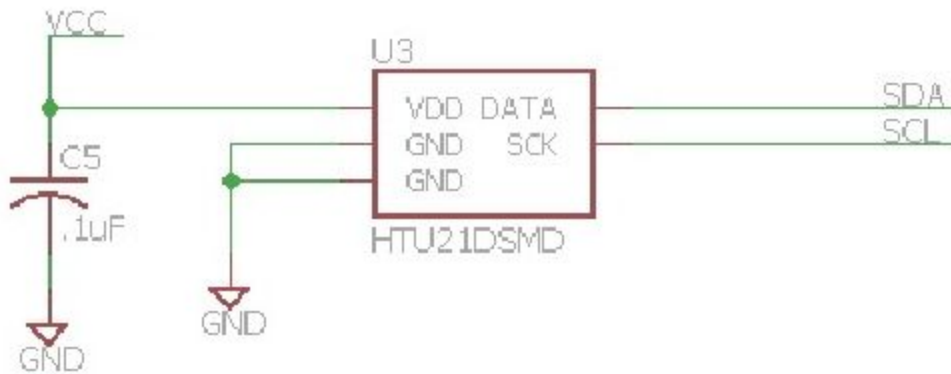 VCC
U3
VDD DATA
SDA
GND SCK
SCL
GND
C5
.1uF
HTU21DSMD
GND
GND